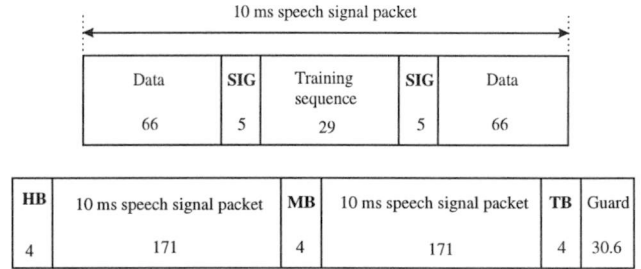 10 ms speech signal packet
Data SIG Training sequence SIG Data
66 5 29 5 66
HB 10 ms speech signal packet MB 10 ms speech signal packet TB Guard
4 171 4 171 4 30.6